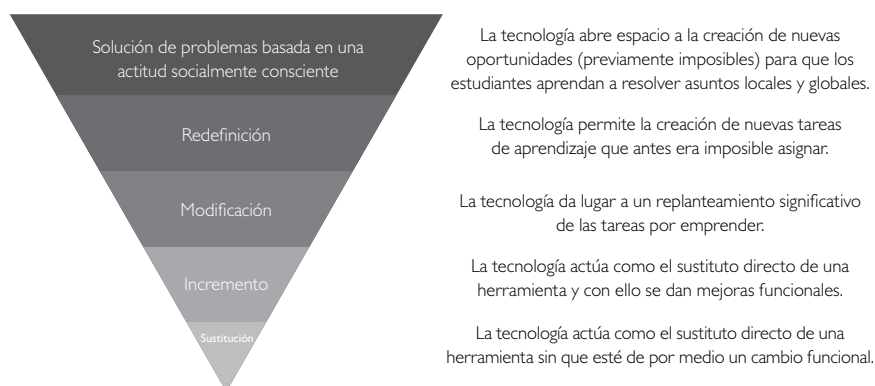 Solución de problemas basada en una
actitud socialmente consciente
La tecnología abre espacio a la creación de nuevas
oportunidades (previamente imposibles) para que los
estudiantes aprendan a resolver asuntos locales y globales.
Redefinición
La tecnología permite la creación de nuevas tareas
de aprendizaje que antes era imposible asignar.
Modificación
La tecnología da lugar a un replanteamiento significativo
de las tareas por emprender.
Incremento
La tecnología actúa como el sustituto directo de una
herramienta y con ello se dan mejoras funcionales.
Sustitución
La tecnología actúa como el sustituto directo de una
herramienta sin que esté de por medio un cambio funcional.